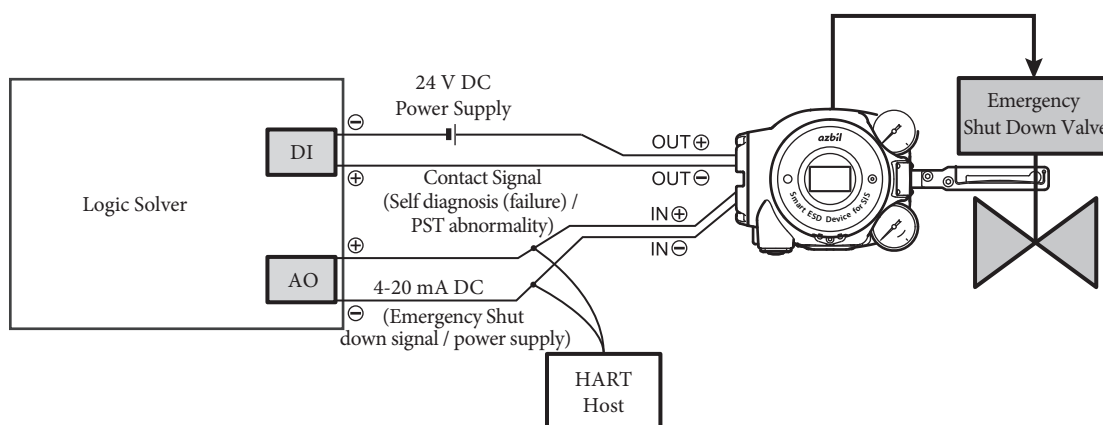 24 V DC
Power Supply
Emergency
Shut Down Valve
azbil
Smart ESD Device for SIS
⊖
DI
⊕
OUT⊕
OUT⊖
Contact Signal
(Self diagnosis (failure) /
PST abnormality)
Logic Solver
IN⊕
IN⊖
⊕
AO
⊖
4-20 mA DC
(Emergency Shut
down signal / power supply)
HART
Host